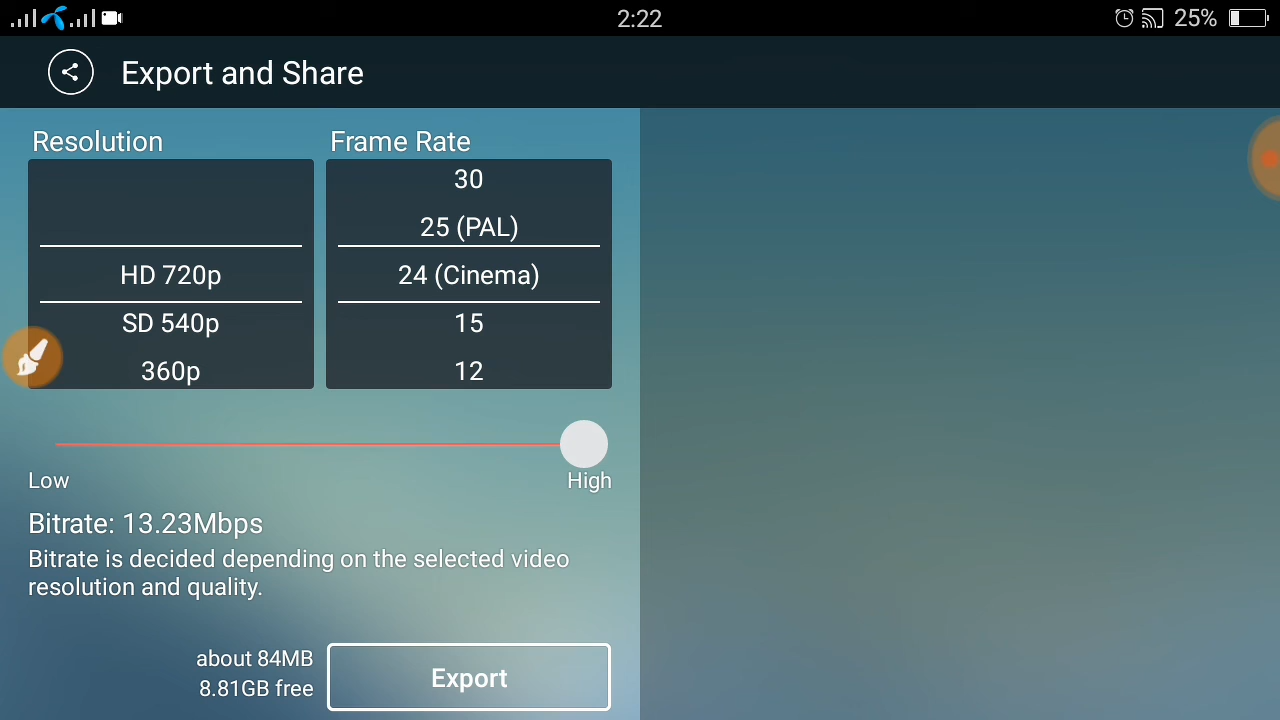 2:22
25%
Export and Share
Resolution
Frame Rate
HD 720p
SD 540p
360p
30
25 (PAL)
24 (Cinema)
15
12
Low
High
Bitrate: 13.23Mbps
Bitrate is decided depending on the selected video
resolution and quality.
about 84MB
8.81GB free
Export